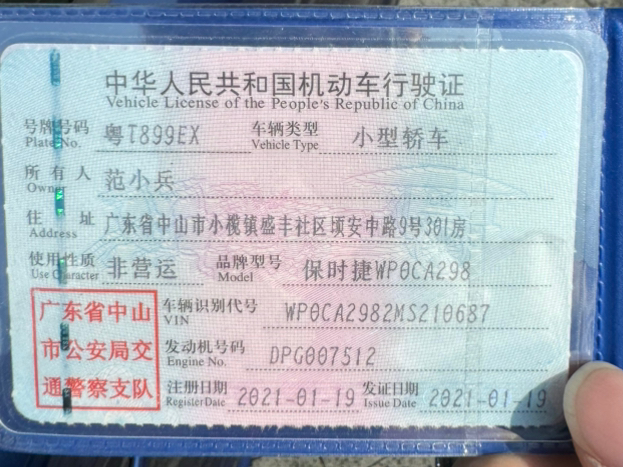 中华人民共和国机动车行驶证
Vehicle License of the People's Republic of China
号牌号码 粤T899EX 车辆类型 小型轿车
Plate No. Vehicle Type
所有人 范小兵
Owner
住址 广东省中山市小榄镇盛丰社区顷安中路9号301房
Address
使用性质 非营运 品牌型号 保时捷WP0CA298
Use Character Model
广东省中山
市公安局交
通警察支队
车辆识别代号 WP0CA2982MS210687
VIN
发动机号码 DPG007512
Engine No.
注册日期 2021-01-19 发证日期 2021-01-19
Register Date Issue Date